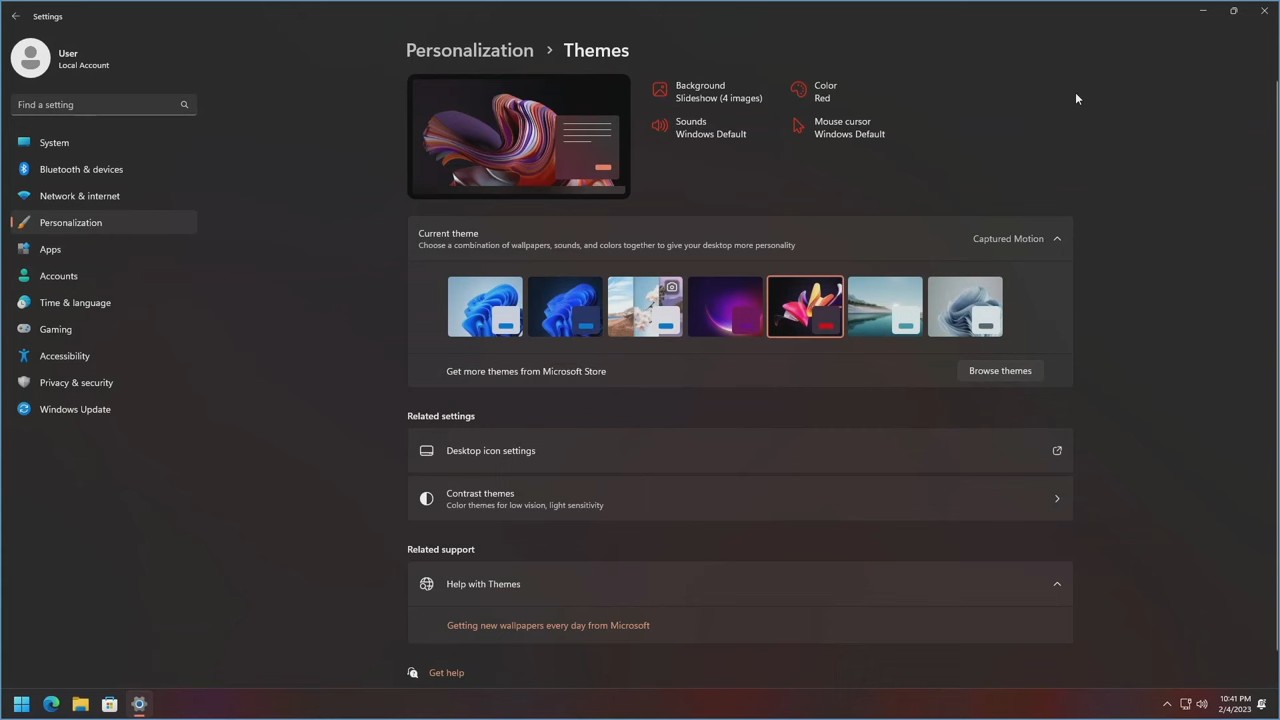 Settings
User
Local Account
Find a setting
System
Bluetooth & devices
Network & internet
Personalization
Apps
Accounts
Time & language
Gaming
Accessibility
Privacy & security
Windows Update
Personalization > Themes
Background
Slideshow (4 images)
Color
Red
Sounds
Windows Default
Mouse cursor
Windows Default
Current theme
Choose a combination of wallpapers, sounds, and colors together to give your desktop more personality
Captured Motion
Get more themes from Microsoft Store
Browse themes
Related settings
Desktop icon settings
Contrast themes
Color themes for low vision, light sensitivity
Related support
Help with Themes
Getting new wallpapers every day from Microsoft
Get help
10:41 PM
2/4/2023